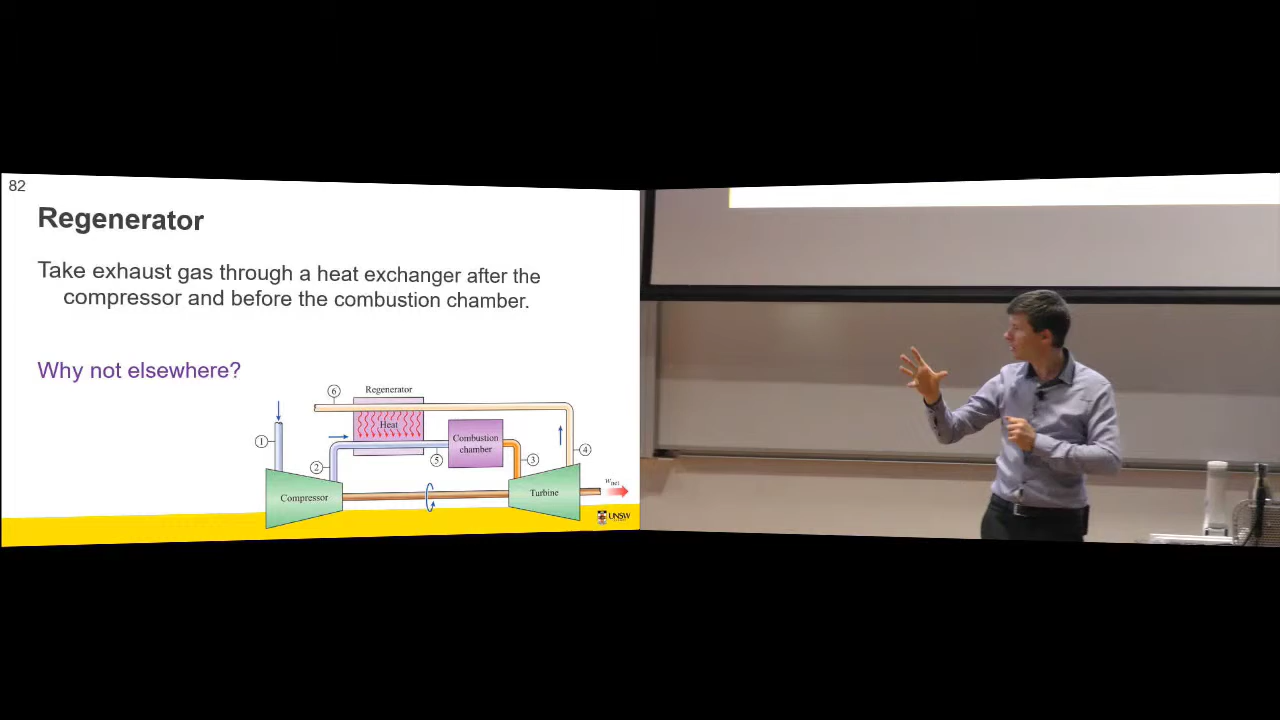 82
Regenerator
Take exhaust gas through a heat exchanger after the
compressor and before the combustion chamber.
Why not elsewhere?
6
Regenerator
Heat
1
Combustion
chamber
2
5
3
4
Compressor
Turbine
wnet
UNSW